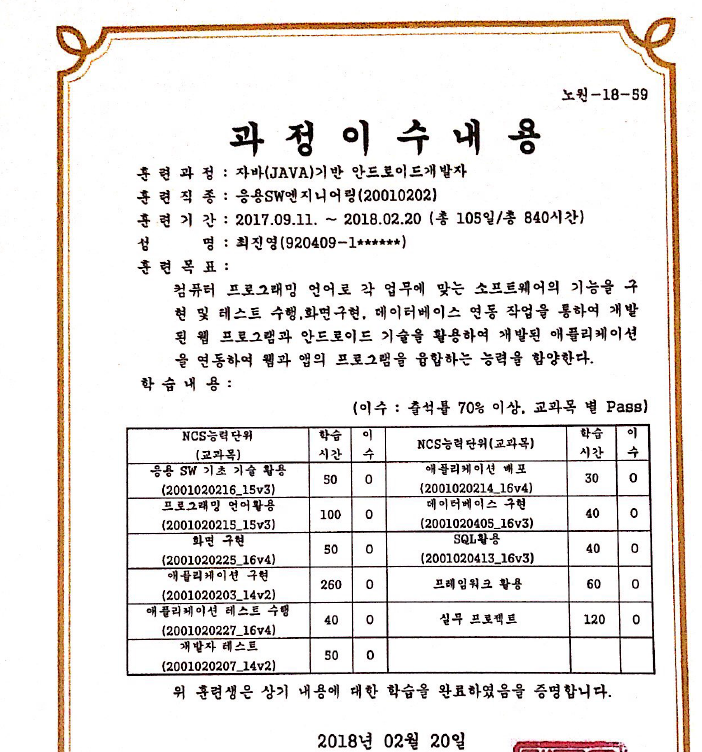 노원-18-59
과정이수내용
훈련과정 : 자바(JAVA)기반 안드로이드개발자
훈련직종 : 응용SW엔지니어링(20010202)
훈련기간 : 2017.09.11. ~ 2018.02.20 (총 105일/총 840시간)
성 명 : 최진영(920409-1******)
훈련목표 :
컴퓨터 프로그래밍 언어로 각 업무에 맞는 소프트웨어의 기능을 구
현 및 테스트 수행,화면구현, 데이터베이스 연동 작업을 통하여 개발
된 웹 프로그램과 안드로이드 기술을 활용하여 개발된 애플리케이션
을 연동하여 웹과 앱의 프로그램을 융합하는 능력을 함양한다.
학습내용 :
(이수 : 출석률 70% 이상, 교과목 별 Pass)
NCS능력단위 (교과목) 학습 시간 이 수 NCS능력단위(교과목) 학습 시간 이 수
응용 SW 기초 기술 활용 (2001020216_15v3) 50 O 애플리케이션 배포 (2001020214_16v4) 30 O
프로그래밍 언어활용 (2001020215_15v3) 100 O 데이터베이스 구현 (2001020405_16v3) 40 O
화면 구현 (2001020225_16v4) 50 O SQL활용 (2001020413_16v3) 40 O
애플리케이션 구현 (2001020203_14v2) 260 O 프레임워크 활용 60 O
애플리케이션 테스트 수행 (2001020227_16v4) 40 O 실무 프로젝트 120 O
개발자 테스트 (2001020207_14v2) 50 O
위 훈련생은 상기 내용에 대한 학습을 완료하였음을 증명합니다.
2018년 02월 20일